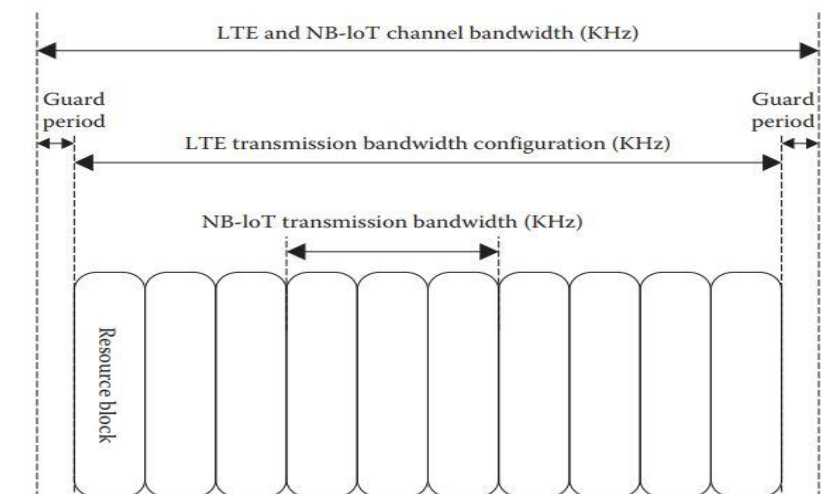 LTE and NB-loT channel bandwidth (KHz)
Guard
period
Guard
period
LTE transmission bandwidth configuration (KHz)
NB-loT transmission bandwidth (KHz)
Resource block